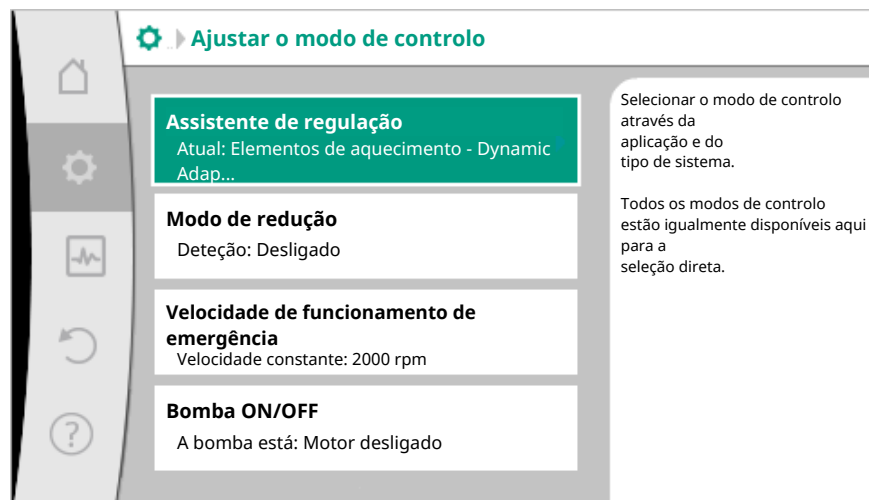 Ajustar o modo de controlo
Assistente de regulação
Atual: Elementos de aquecimento - Dynamic
Adap...
Modo de redução
Deteção: Desligado
Velocidade de funcionamento de
emergência
Velocidade constante: 2000 rpm
Bomba ON/OFF
A bomba está: Motor desligado
Selecionar o modo de controlo
através da
aplicação e do
tipo de sistema.
Todos os modos de controlo
estão igualmente disponíveis aqui
para a
seleção direta.
?